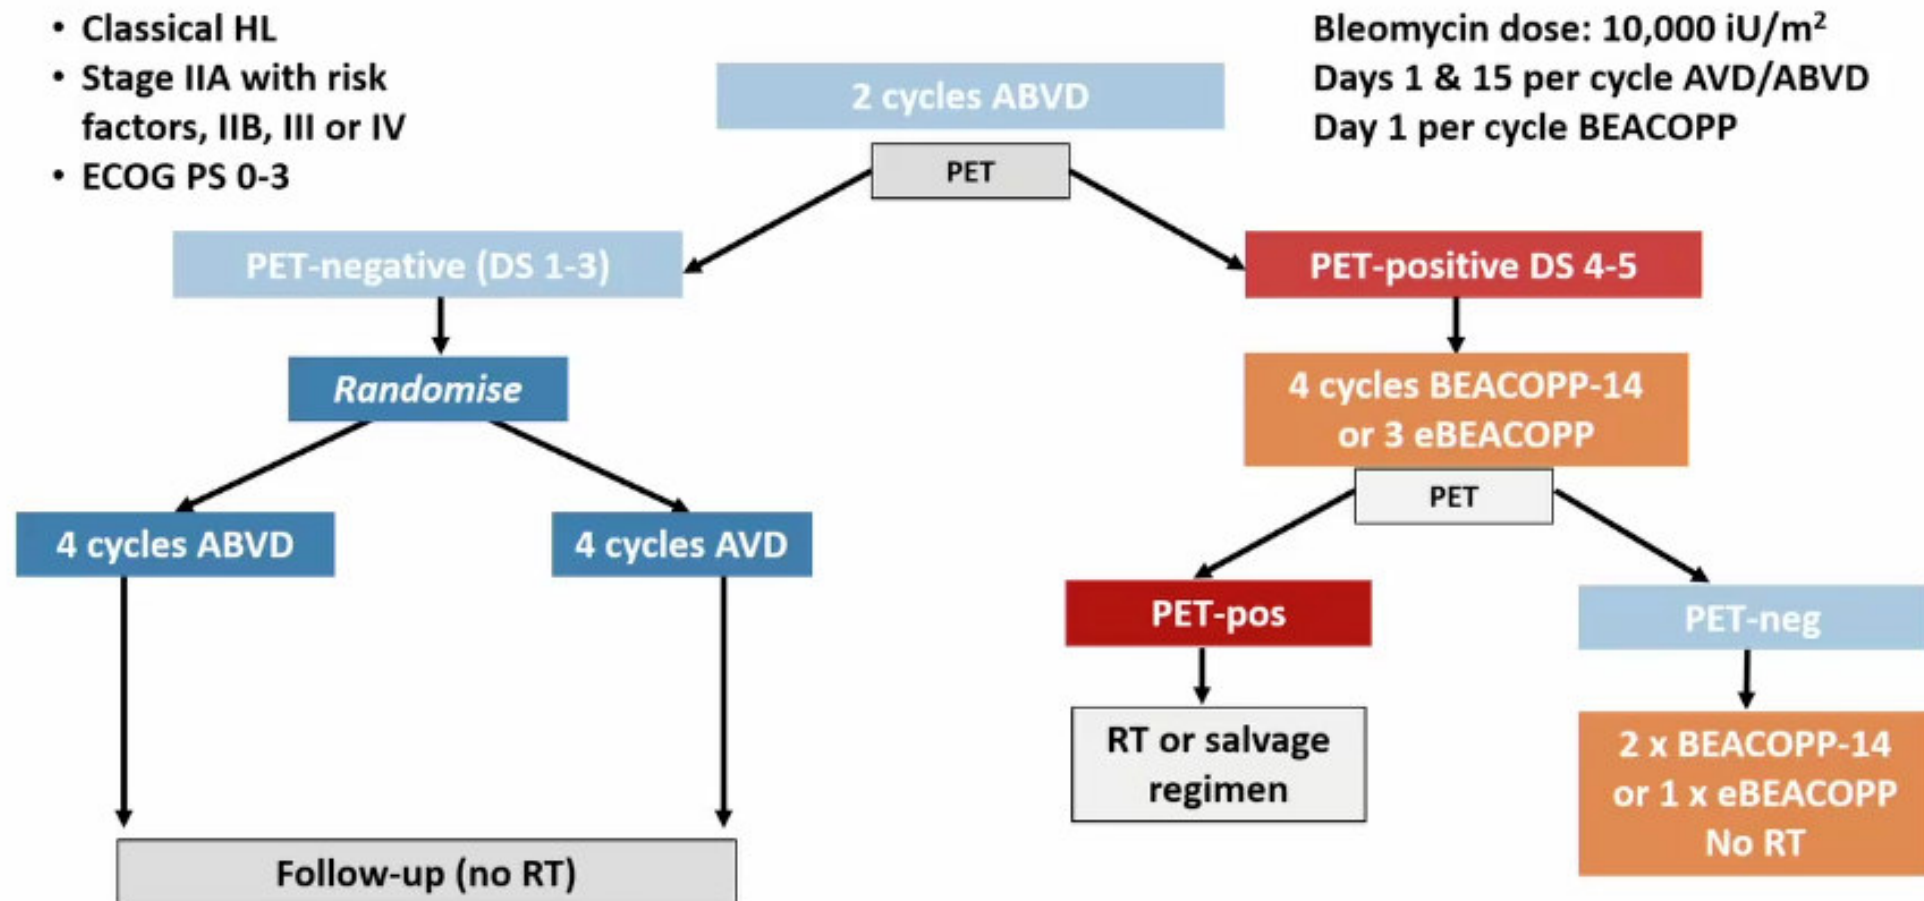 • Classical HL
• Stage IIA with risk
factors, IIB, III or IV
• ECOG PS 0-3
Bleomycin dose: 10,000 iU/m²
Days 1 & 15 per cycle AVD/ABVD
Day 1 per cycle BEACOPP
2 cycles ABVD
PET
PET-negative (DS 1-3)
PET-positive DS 4-5
Randomise
4 cycles BEACOPP-14
or 3 eBEACOPP
PET
4 cycles ABVD
4 cycles AVD
PET-pos
PET-neg
RT or salvage
regimen
2 x BEACOPP-14
or 1 x eBEACOPP
No RT
Follow-up (no RT)